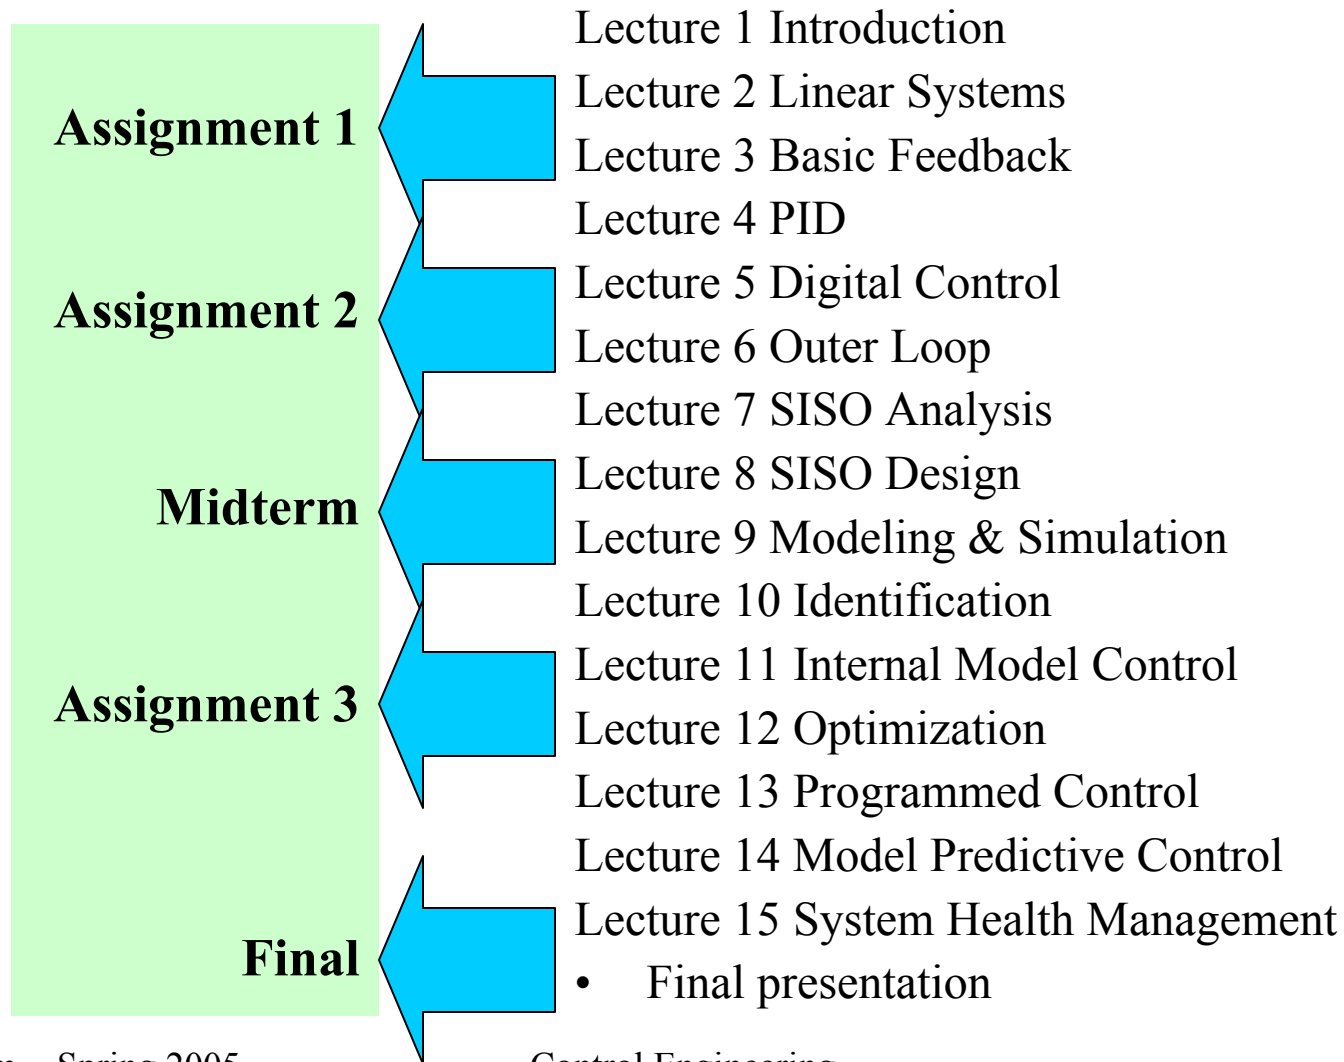 Assignment 1
Assignment 2
Midterm
Assignment 3
Final
Lecture 1 Introduction
Lecture 2 Linear Systems
Lecture 3 Basic Feedback
Lecture 4 PID
Lecture 5 Digital Control
Lecture 6 Outer Loop
Lecture 7 SISO Analysis
Lecture 8 SISO Design
Lecture 9 Modeling & Simulation
Lecture 10 Identification
Lecture 11 Internal Model Control
Lecture 12 Optimization
Lecture 13 Programmed Control
Lecture 14 Model Predictive Control
Lecture 15 System Health Management
• Final presentation
Spring 2005
Control Engineering